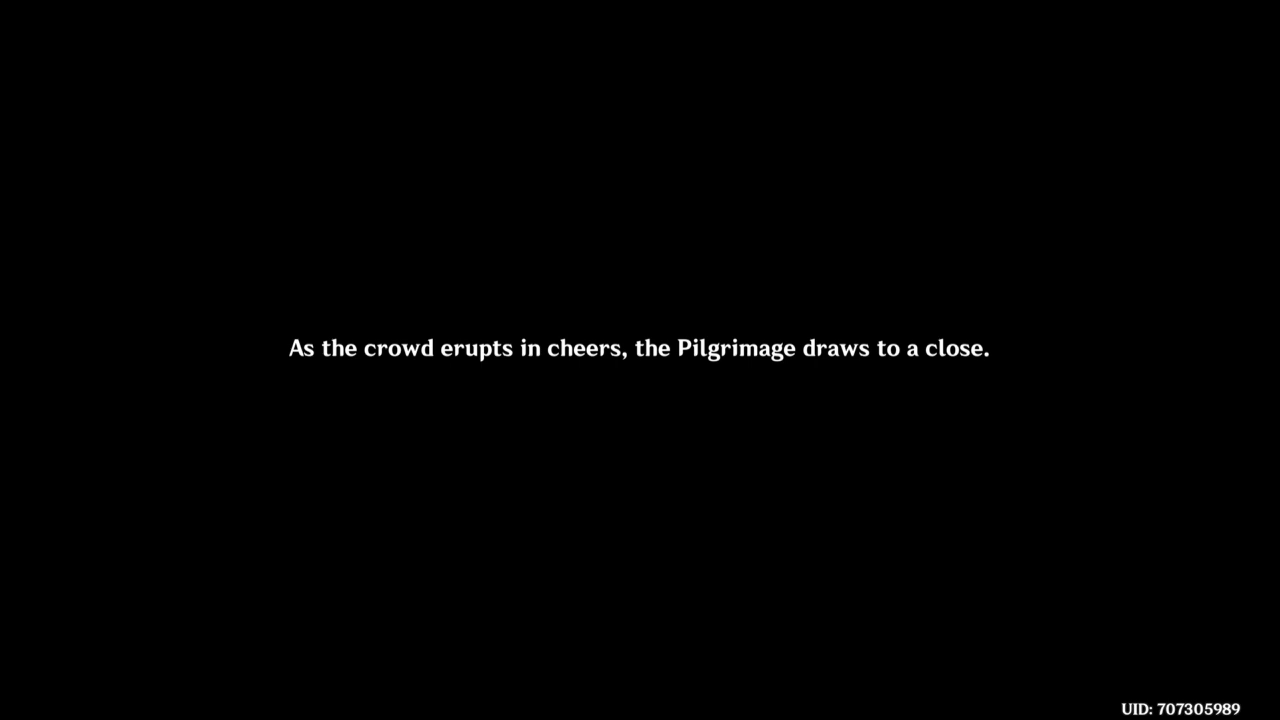 As the crowd erupts in cheers, the Pilgrimage draws to a close.
UID: 707305989